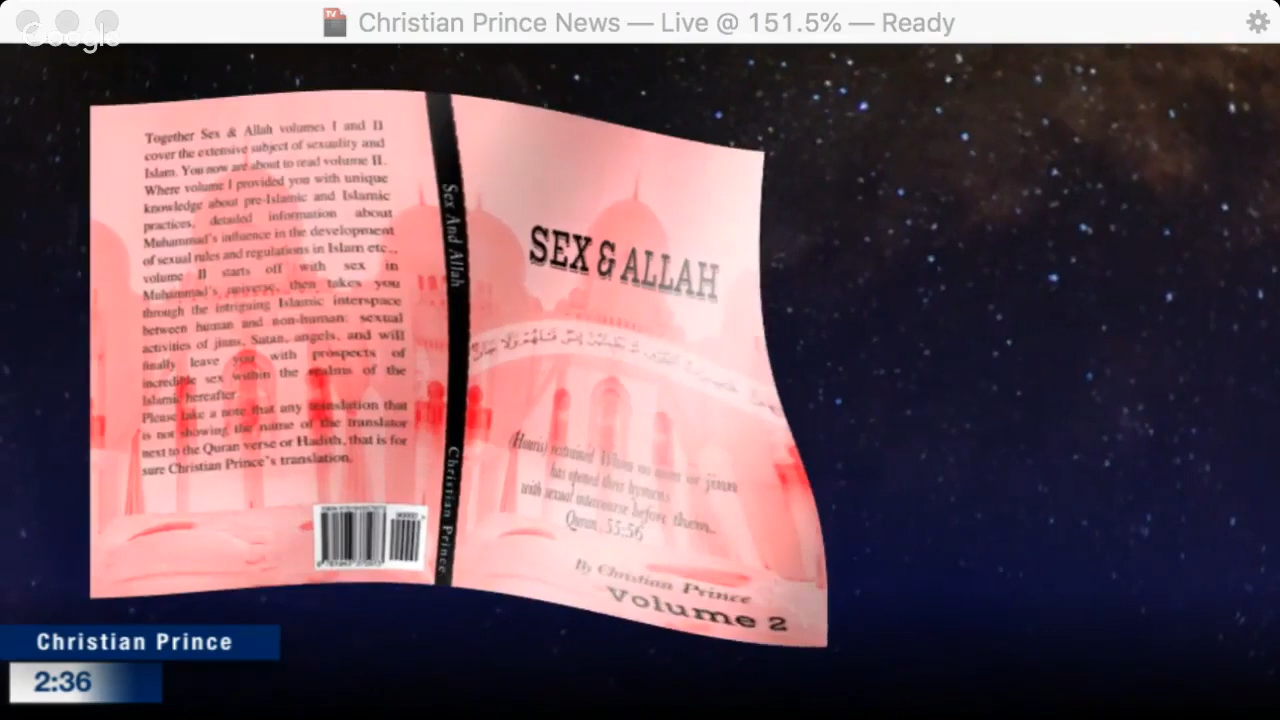 Christian Prince News — Live @ 151.5% — Ready
Google
Together Sex & Allah volumes I and II
cover the extensive subject of sexuality and
Islam. You now are about to read volume II.
Where volume I provided you with unique
knowledge about pre-Islamic and Islamic
practices, detailed information about
Muhammad's influence in the development
of sexual rules and regulations in Islam etc..,
volume II starts off with sex in
Muhammad's universe, then takes you
through the intriguing Islamic interspace
between human and non-human: sexual
activities of jinns, Satan, angels, and will
finally leave you with prospects of
incredible sex within the realms of the
Islamic hereafter
Please take a note that any translation that
is not showing the name of the translator
next to the Quran verse or Hadith, that is for
sure Christian Prince's translation.
Sex And Allah
Christian Prince
SEX & ALLAH
(Houris) restrained Whom no men or jinns
has opened their hymens
with sexual intercourse before them...
Quran 55:56
By Christian Prince
Volume 2
Christian Prince
2:36